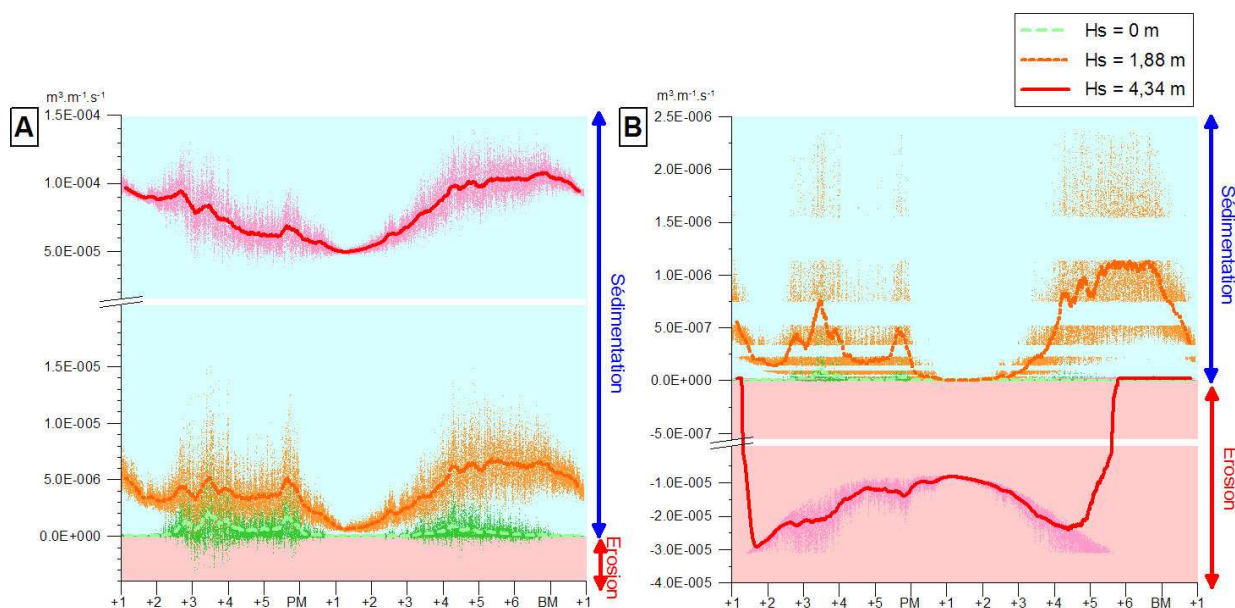 Hs = 0 m
Hs = 1,88 m
Hs = 4,34 m
A
m³.m⁻¹.s⁻¹
1.5E-004
1.0E-004
5.0E-005
1.5E-005
1.0E-005
5.0E-006
0.0E+000
+1 +2 +3 +4 +5 PM +1 +2 +3 +4 +5 +6 BM +1
Sédimentation
Erosion
B
m³.m⁻¹.s⁻¹
2.5E-006
2.0E-006
1.5E-006
1.0E-006
5.0E-007
0.0E+000
-5.0E-007
-1.0E-005
-2.0E-005
-3.0E-005
-4.0E-005
+1 +2 +3 +4 +5 PM +1 +2 +3 +4 +5 +6 BM +1
Sédimentation
Erosion